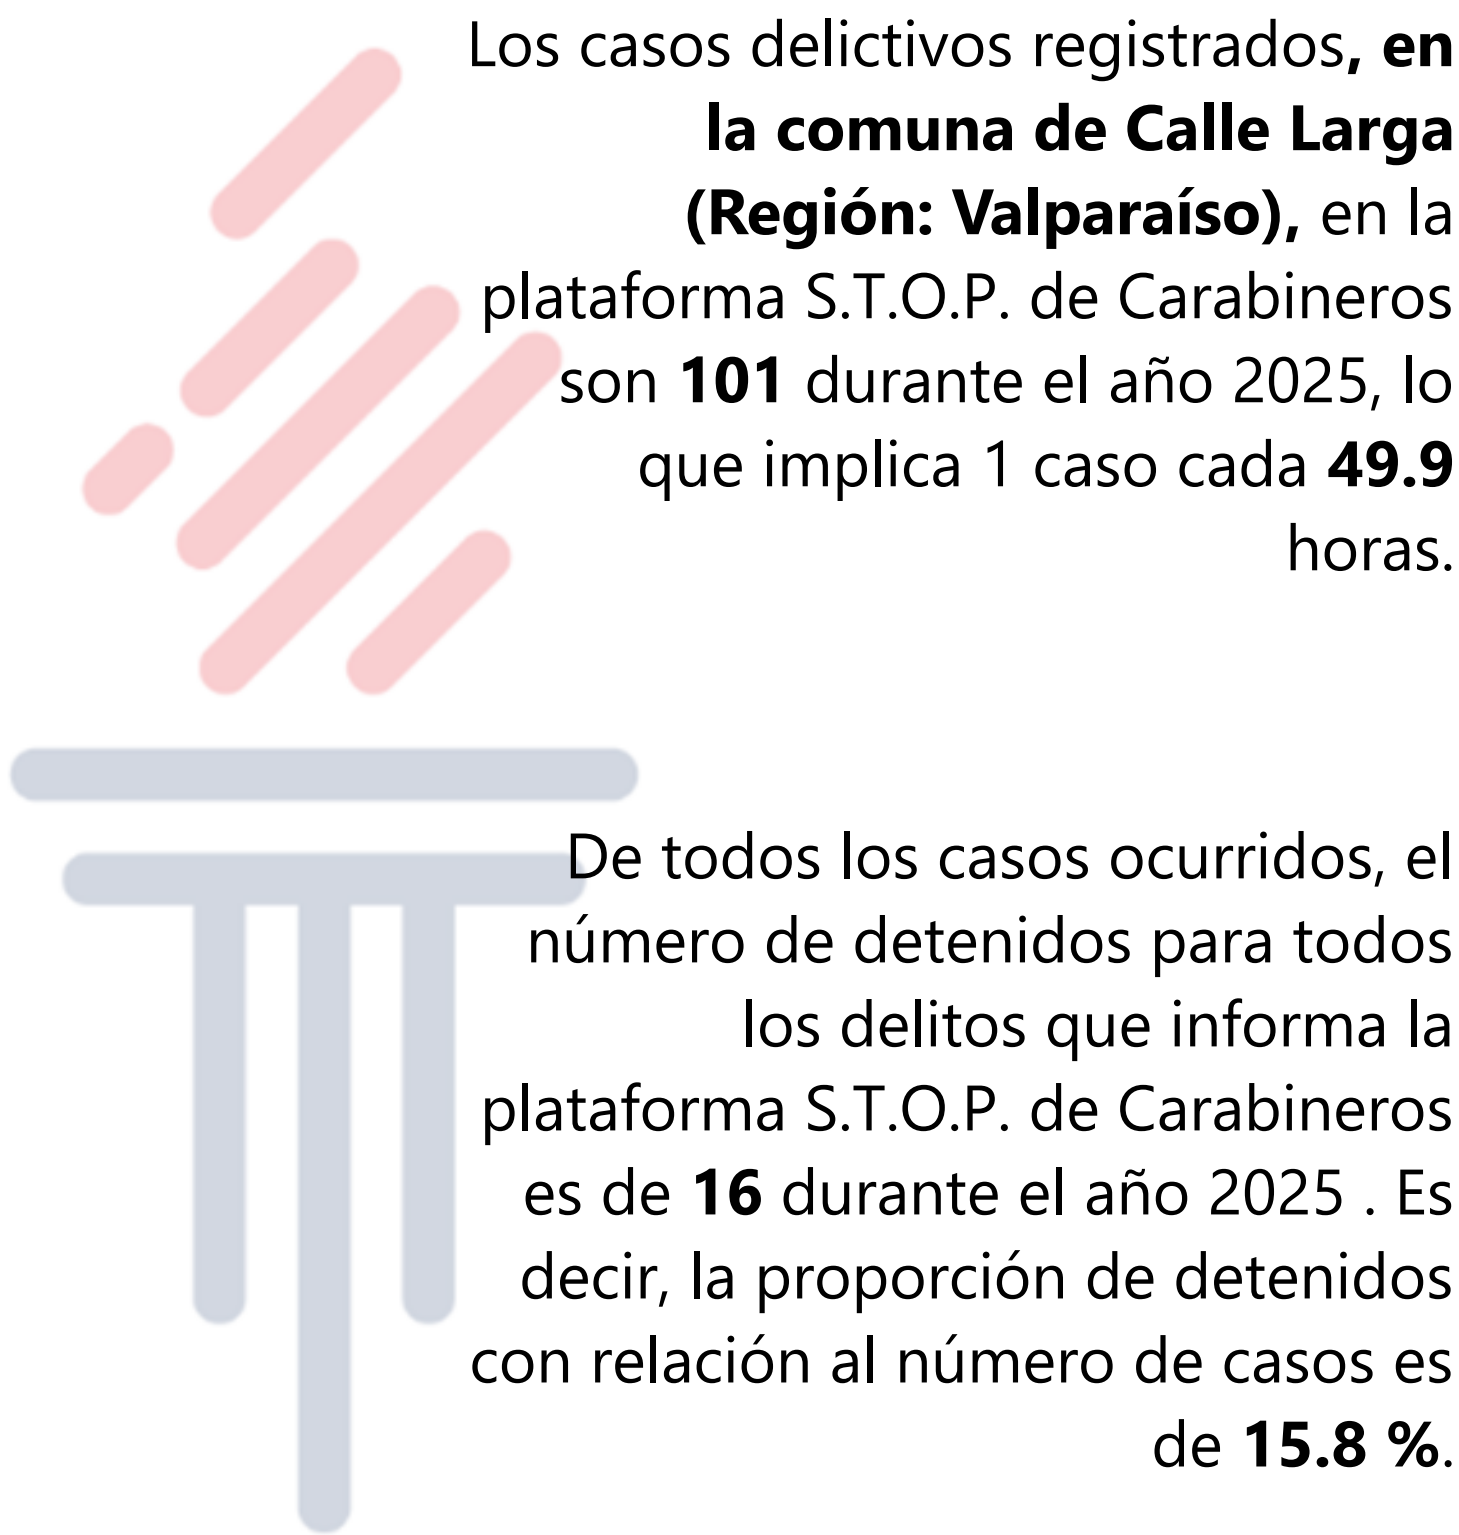 Los casos delictivos registrados, en
la comuna de Calle Larga
(Región: Valparaíso), en la
plataforma S.T.O.P. de Carabineros
son 101 durante el año 2025, lo
que implica 1 caso cada 49.9
horas.
De todos los casos ocurridos, el
número de detenidos para todos
los delitos que informa la
plataforma S.T.O.P. de Carabineros
es de 16 durante el año 2025 . Es
decir, la proporción de detenidos
con relación al número de casos es
de 15.8 %.